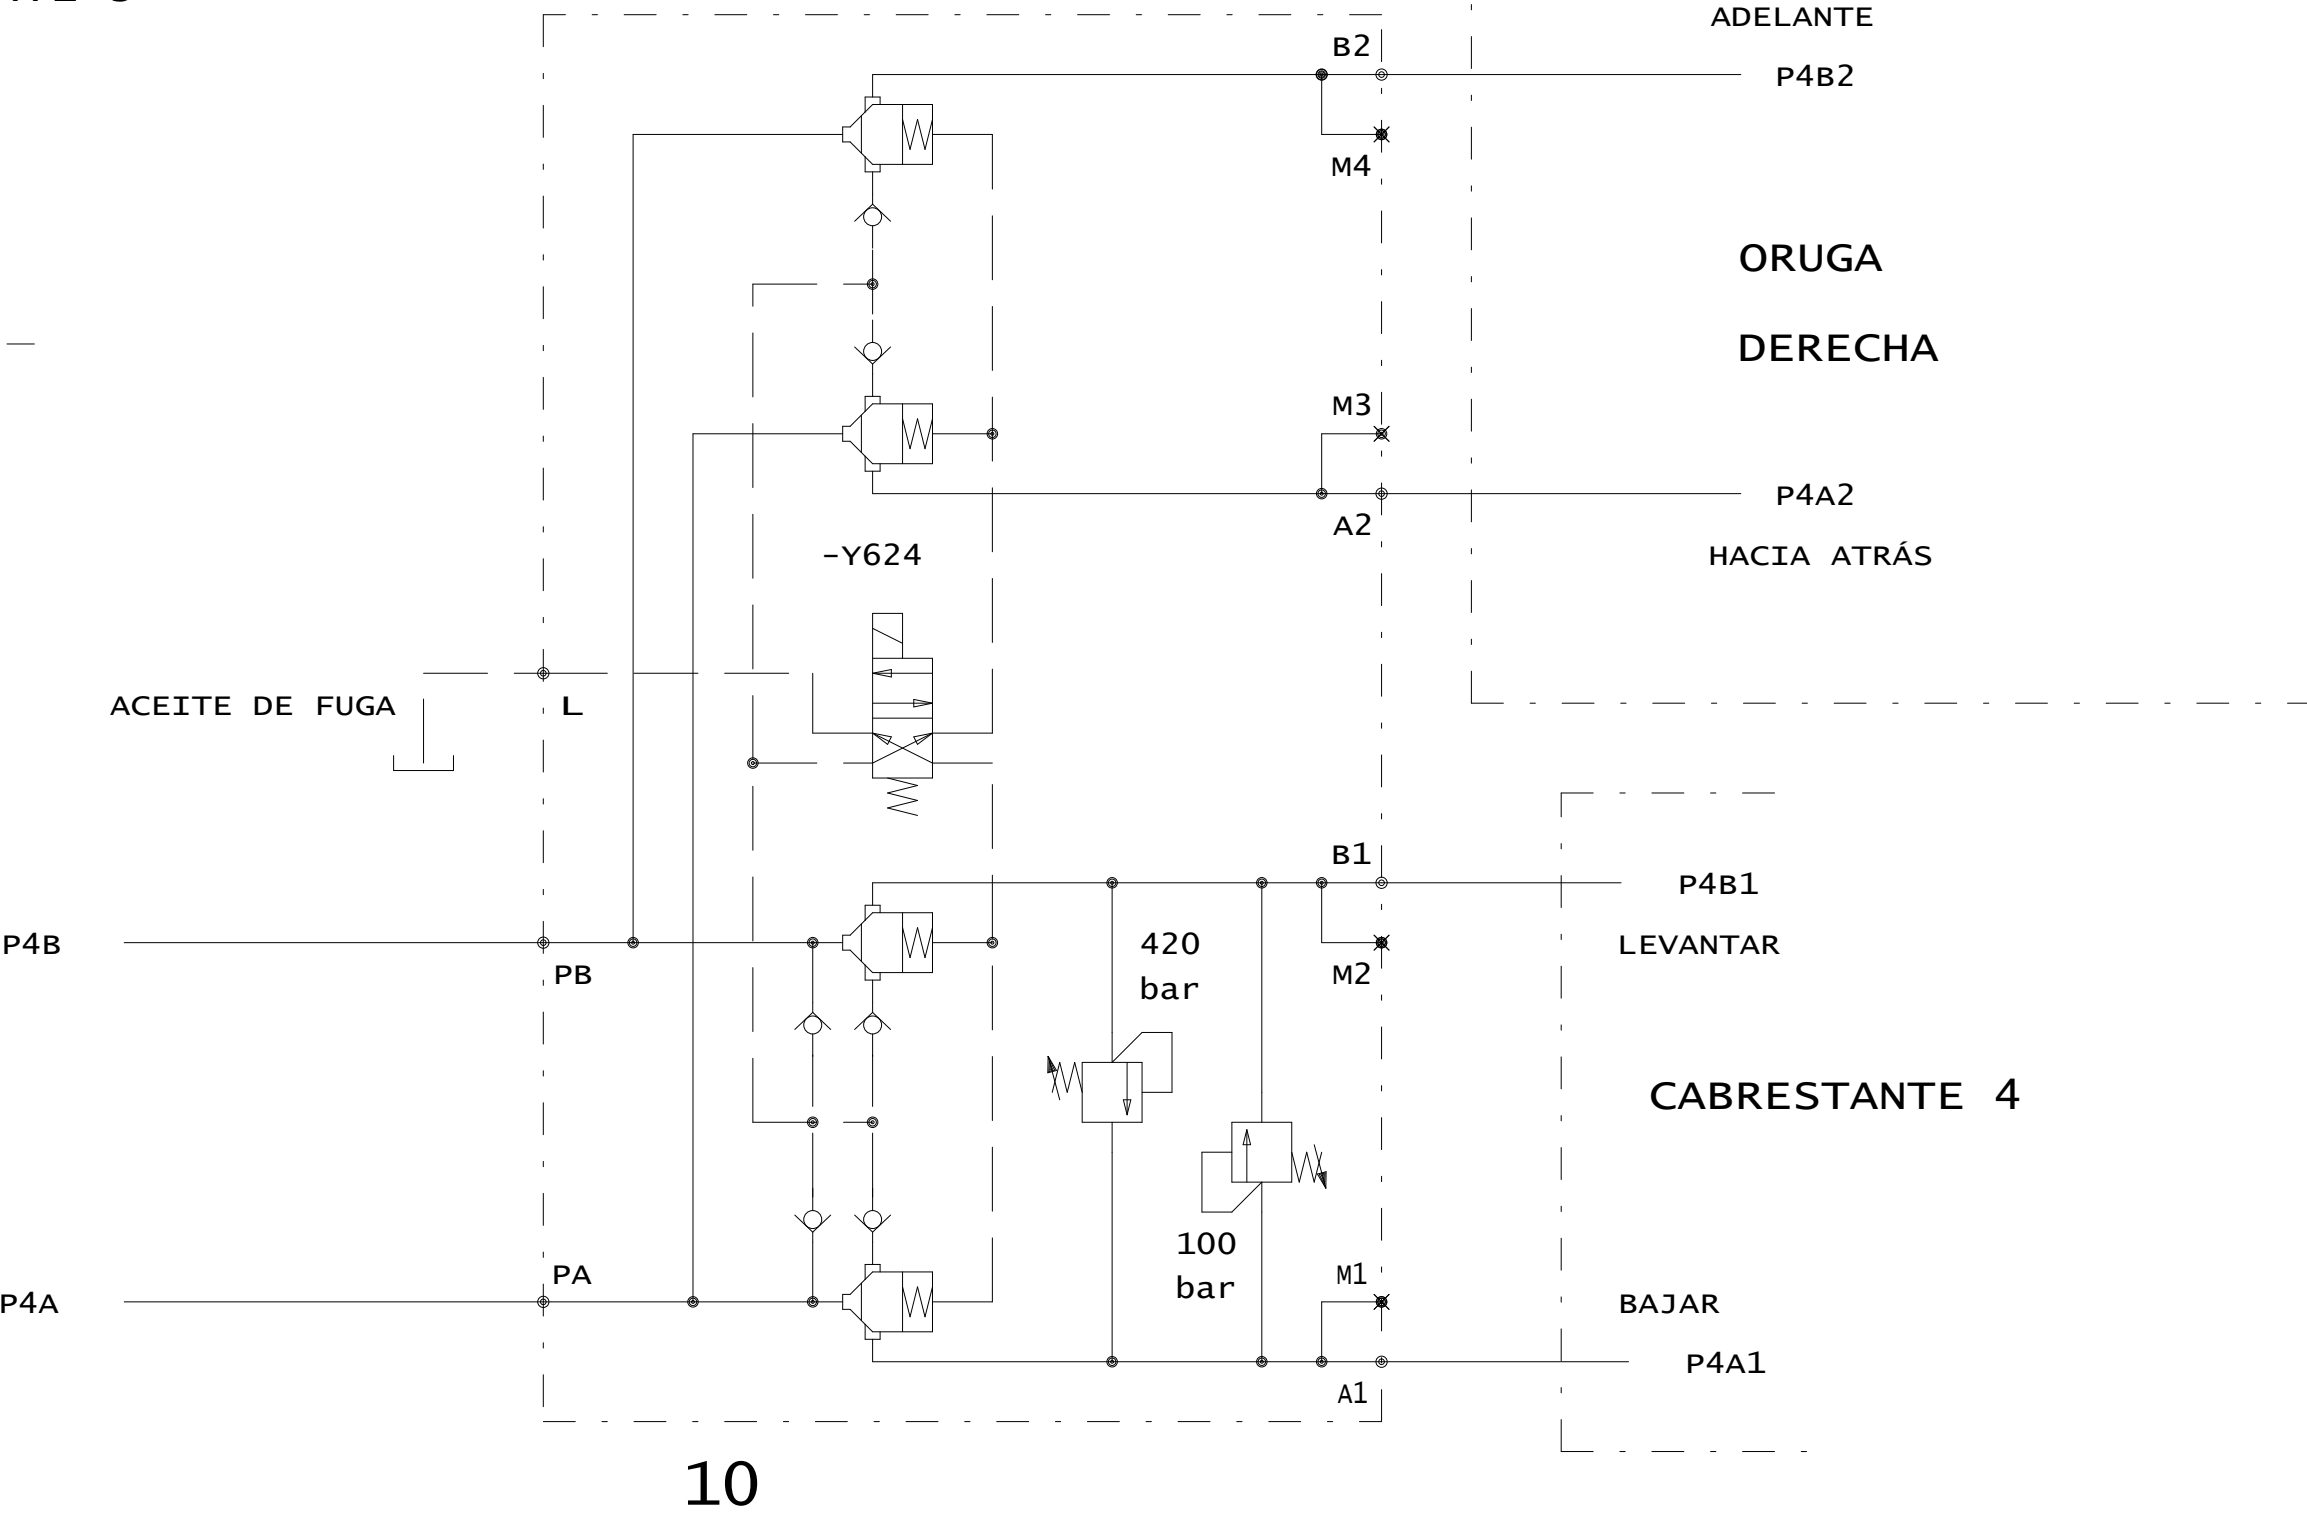 ADELANTE
B2
P4B2
M4
ORUGA
DERECHA
M3
P4A2
A2
-Y624
HACIA ATRÁS
ACEITE DE FUGA
L
B1
P4B1
P4B
PB
420
bar
M2
LEVANTAR
CABRESTANTE 4
100
bar
PA
M1
P4A
BAJAR
P4A1
A1
10